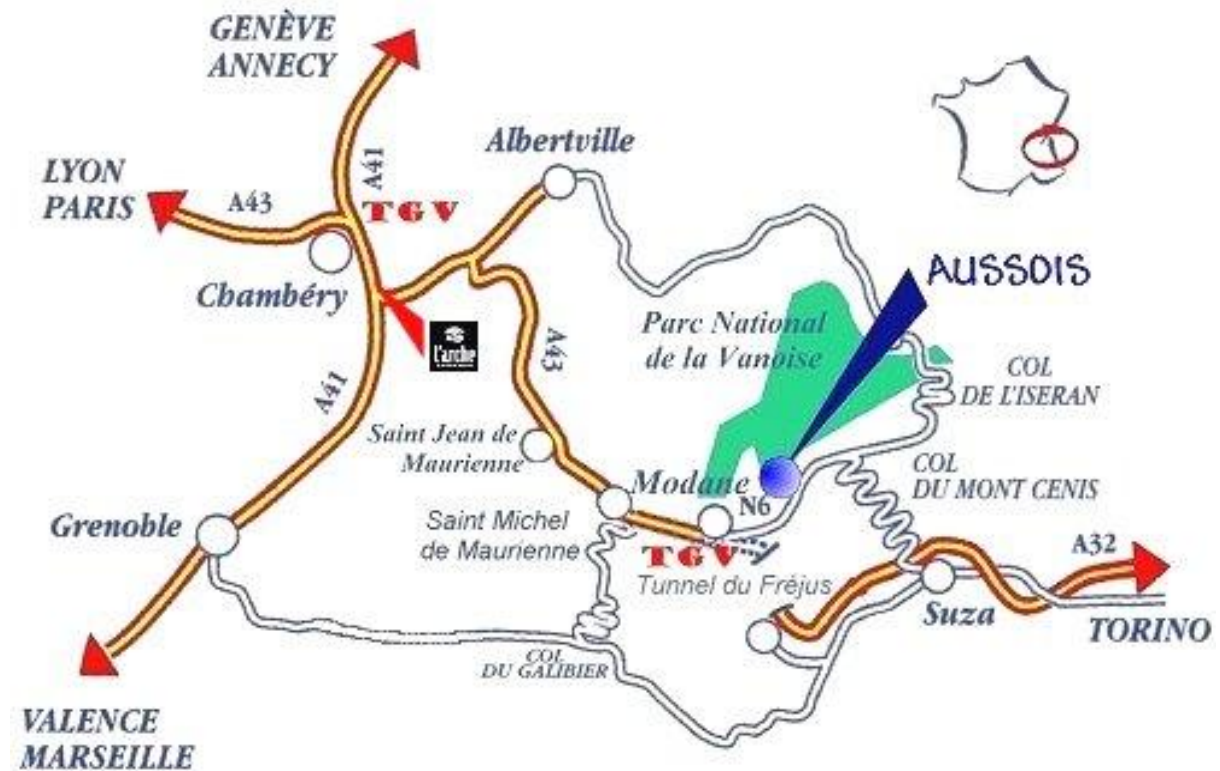 GENÈVE
ANNECY
Albertville
LYON
PARIS
A43
A41
TGV
AUSSOIS
Chambéry
Parc National
de la Vanoise
l'arche
A43
COL
DE L'ISERAN
A41
Saint Jean de
Maurienne
COL
DU MONT CENIS
Modane
N6
Grenoble
Saint Michel
de Maurienne
TGV
A32
Tunnel du Fréjus
Suza
TORINO
COL
DU GALIBIER
VALENCE
MARSEILLE